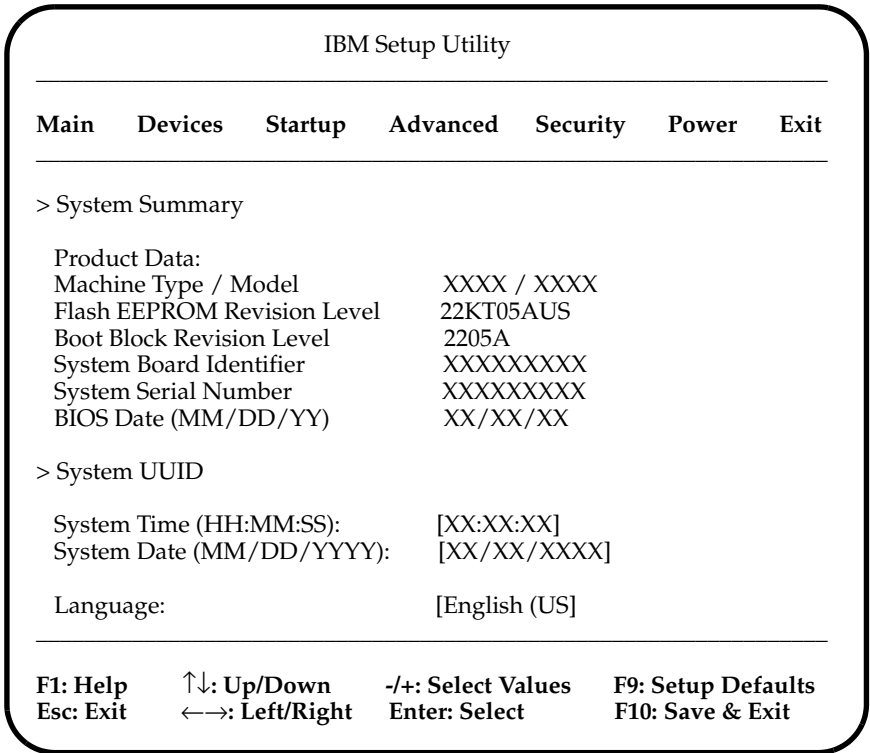 IBM Setup Utility
Main Devices Startup Advanced Security Power Exit
> System Summary
Product Data:
Machine Type / Model XXXX / XXXX
Flash EEPROM Revision Level 22KT05AUS
Boot Block Revision Level 2205A
System Board Identifier XXXXXXXXX
System Serial Number XXXXXXXXX
BIOS Date (MM/DD/YY) XX/XX/XX
> System UUID
System Time (HH:MM:SS): [XX:XX:XX]
System Date (MM/DD/YYYY): [XX/XX/XXXX]
Language: [English (US]
F1: Help ↑↓: Up/Down -/+: Select Values F9: Setup Defaults
Esc: Exit ←→: Left/Right Enter: Select F10: Save & Exit